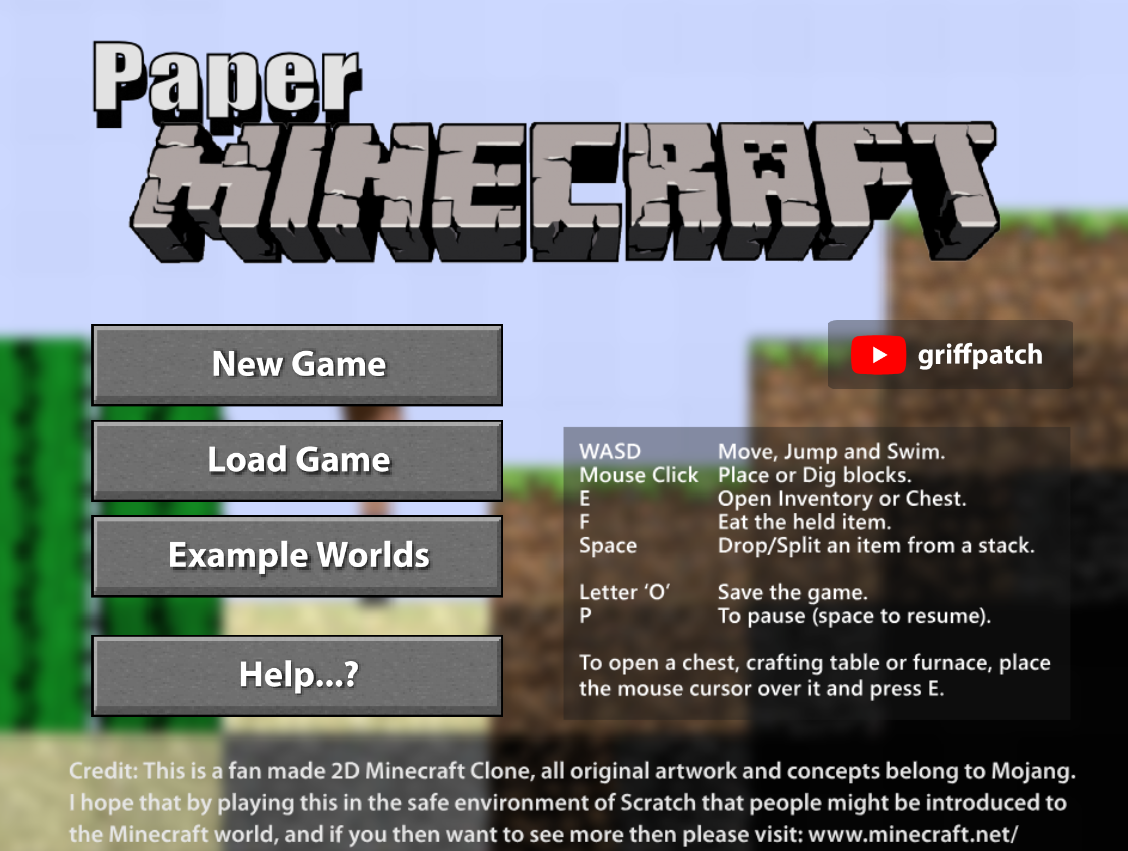 Paper
MINECRAFT
New Game
Load Game
Example Worlds
Help...?
griffpatch
WASD Move, Jump and Swim.
Mouse Click Place or Dig blocks.
E Open Inventory or Chest.
F Eat the held item.
Space Drop/Split an item from a stack.
Letter ‘O’ Save the game.
P To pause (space to resume).
To open a chest, crafting table or furnace, place
the mouse cursor over it and press E.
Credit: This is a fan made 2D Minecraft Clone, all original artwork and concepts belong to Mojang.
I hope that by playing this in the safe environment of Scratch that people might be introduced to
the Minecraft world, and if you then want to see more then please visit: www.minecraft.net/